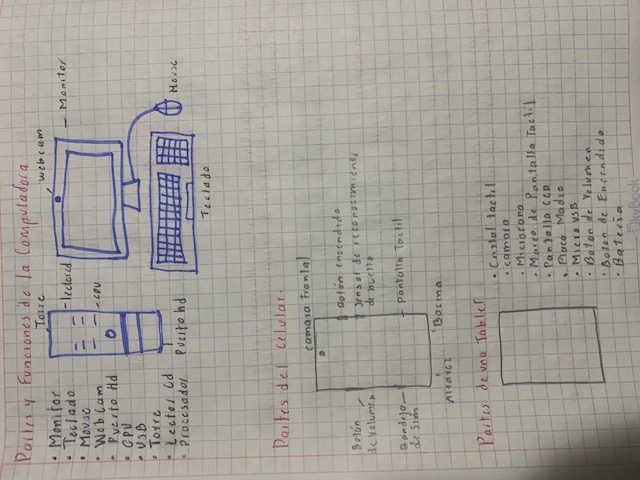 Partes y Funciones de la Computadora
• Monitor
• Teclado
• Mouse
• Web Cam
• Puerto Hd
• CPU
• USB
• Torre
• Lector Cd
• Procesador
Torre
lectorcd
CPU
Puerto hd
webcam
Monitor
Mouse
Teclado
Partes del Celular.
camara frontal
Boton encendido
Sensor de reconocimiento
de huella
Pantalla Tactil
Botón
de volumen
Bandeja
de Sim
Altavoz
Bocina
Partes de una Tablet
• Cristal tactil
• camara
• Microfono
• Marco de Pantalla Tactil
• Pantalla LCD
• Placa Madre
• Micro USB
• Boton de Volumen
• Boton de Encendido
• Bateria
SkyBook